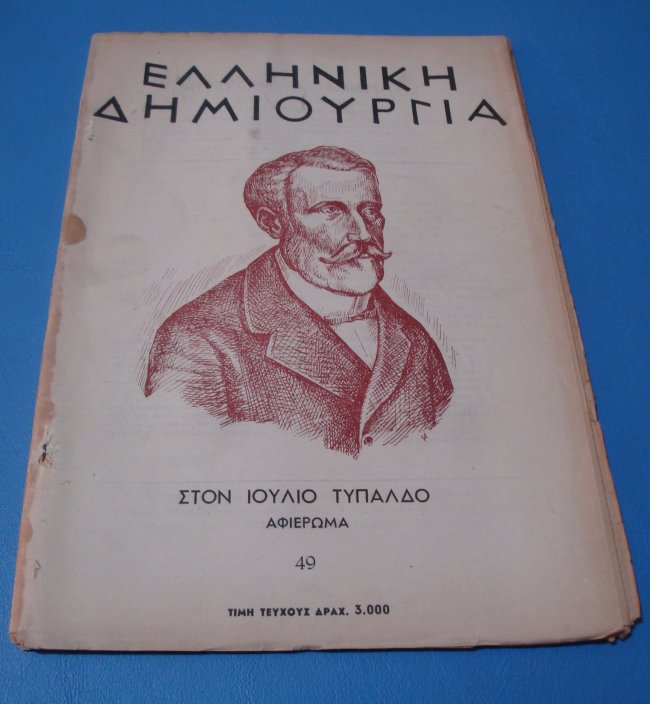 ΕΛΛΗΝΙΚΗ
ΔΗΜΙΟΥΡΓΙΑ
ΣΤΟΝ ΙΟΥΛΙΟ ΤΥΠΑΛΔΟ
ΑΦΙΕΡΩΜΑ
49
ΤΙΜΗ ΤΕΥΧΟΥΣ ΔΡΑΧ. 3.000